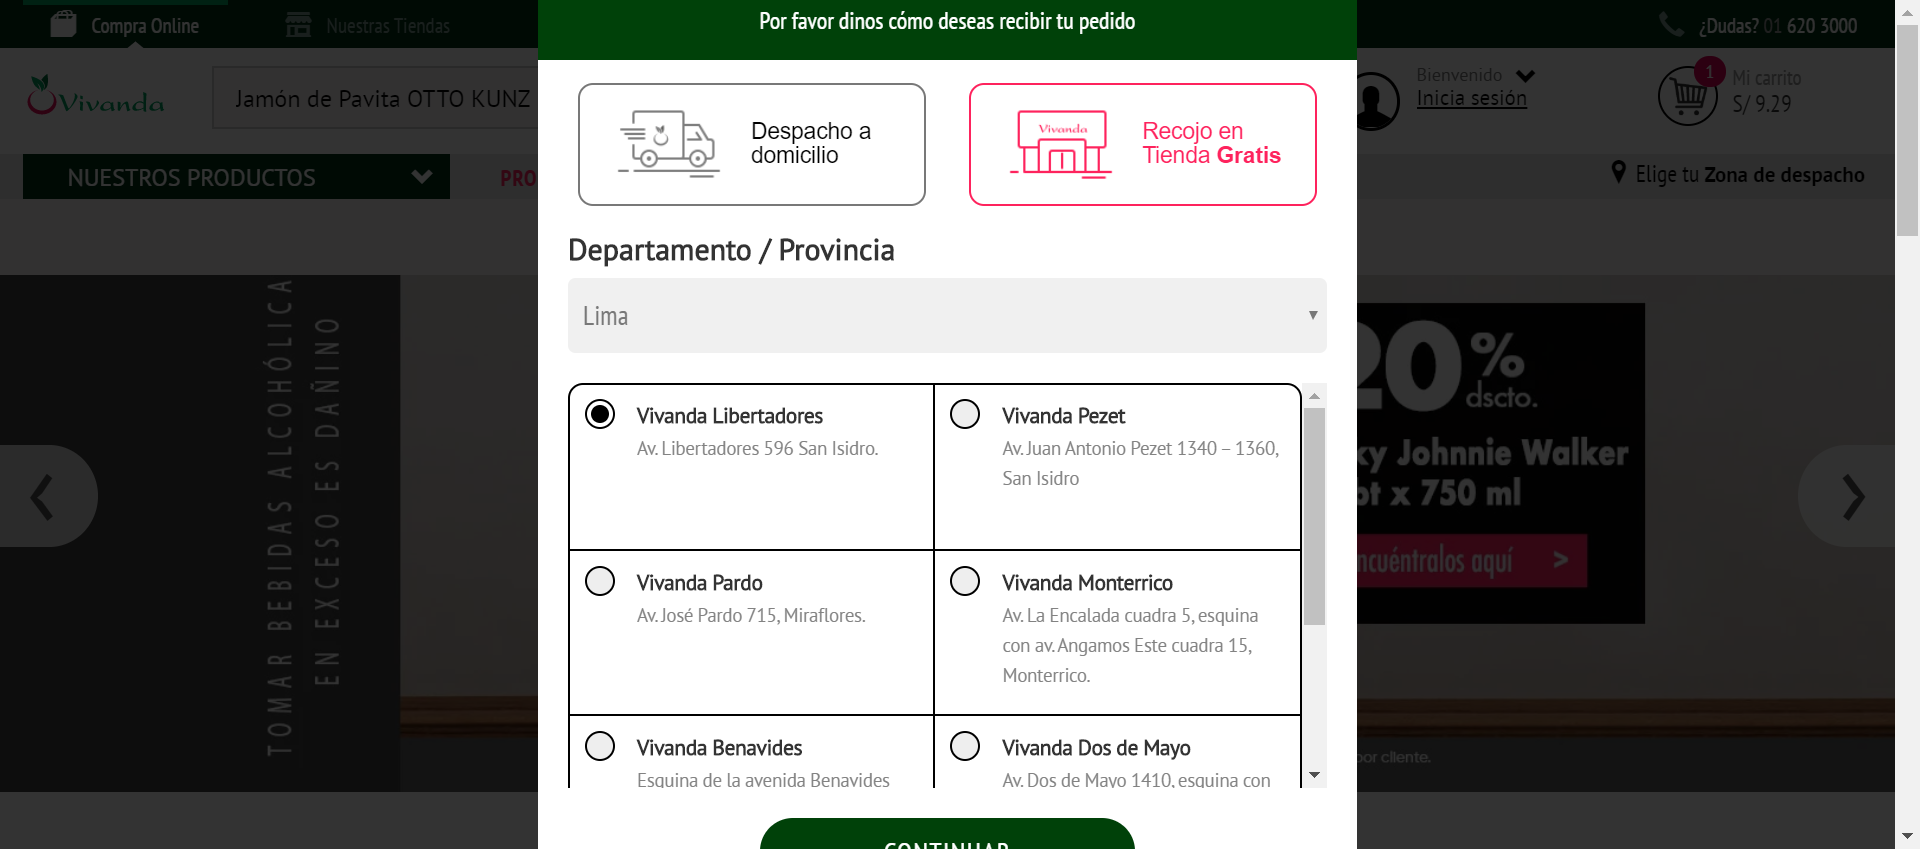 Compra Online
Nuestras Tiendas
¿Dudas? 01 620 3000
Por favor dinos cómo deseas recibir tu pedido
Vivanda
Jamón de Pavita OTTO KUNZ
Bienvenido
Inicia sesión
1
Mi carrito
S/ 9.29
NUESTROS PRODUCTOS
PRO
Elige tu Zona de despacho
Despacho a
domicilio
Vivanda
Recojo en
Tienda Gratis
Departamento / Provincia
Lima
Vivanda Libertadores
Av. Libertadores 596 San Isidro.
Vivanda Pezet
Av. Juan Antonio Pezet 1340 – 1360,
San Isidro
Vivanda Pardo
Av. José Pardo 715, Miraflores.
Vivanda Monterrico
Av. La Encalada cuadra 5, esquina
con av. Angamos Este cuadra 15,
Monterrico.
Vivanda Benavides
Esquina de la avenida Benavides
Vivanda Dos de Mayo
Av. Dos de Mayo 1410, esquina con
CONTINUAR
TOMAR BEBIDAS ALCOHÓLICA
EN EXCESO ES DAÑINO
20%
dscto.
ky Johnnie Walker
ot x 750 ml
ncuéntralos aquí >
por cliente.